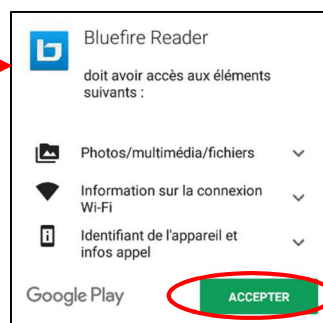 Bluefire Reader
doit avoir accès aux éléments
suivants :
Photos/multimédia/fichiers
Information sur la connexion
Wi-Fi
Identifiant de l'appareil et
infos appel
Google Play
ACCEPTER